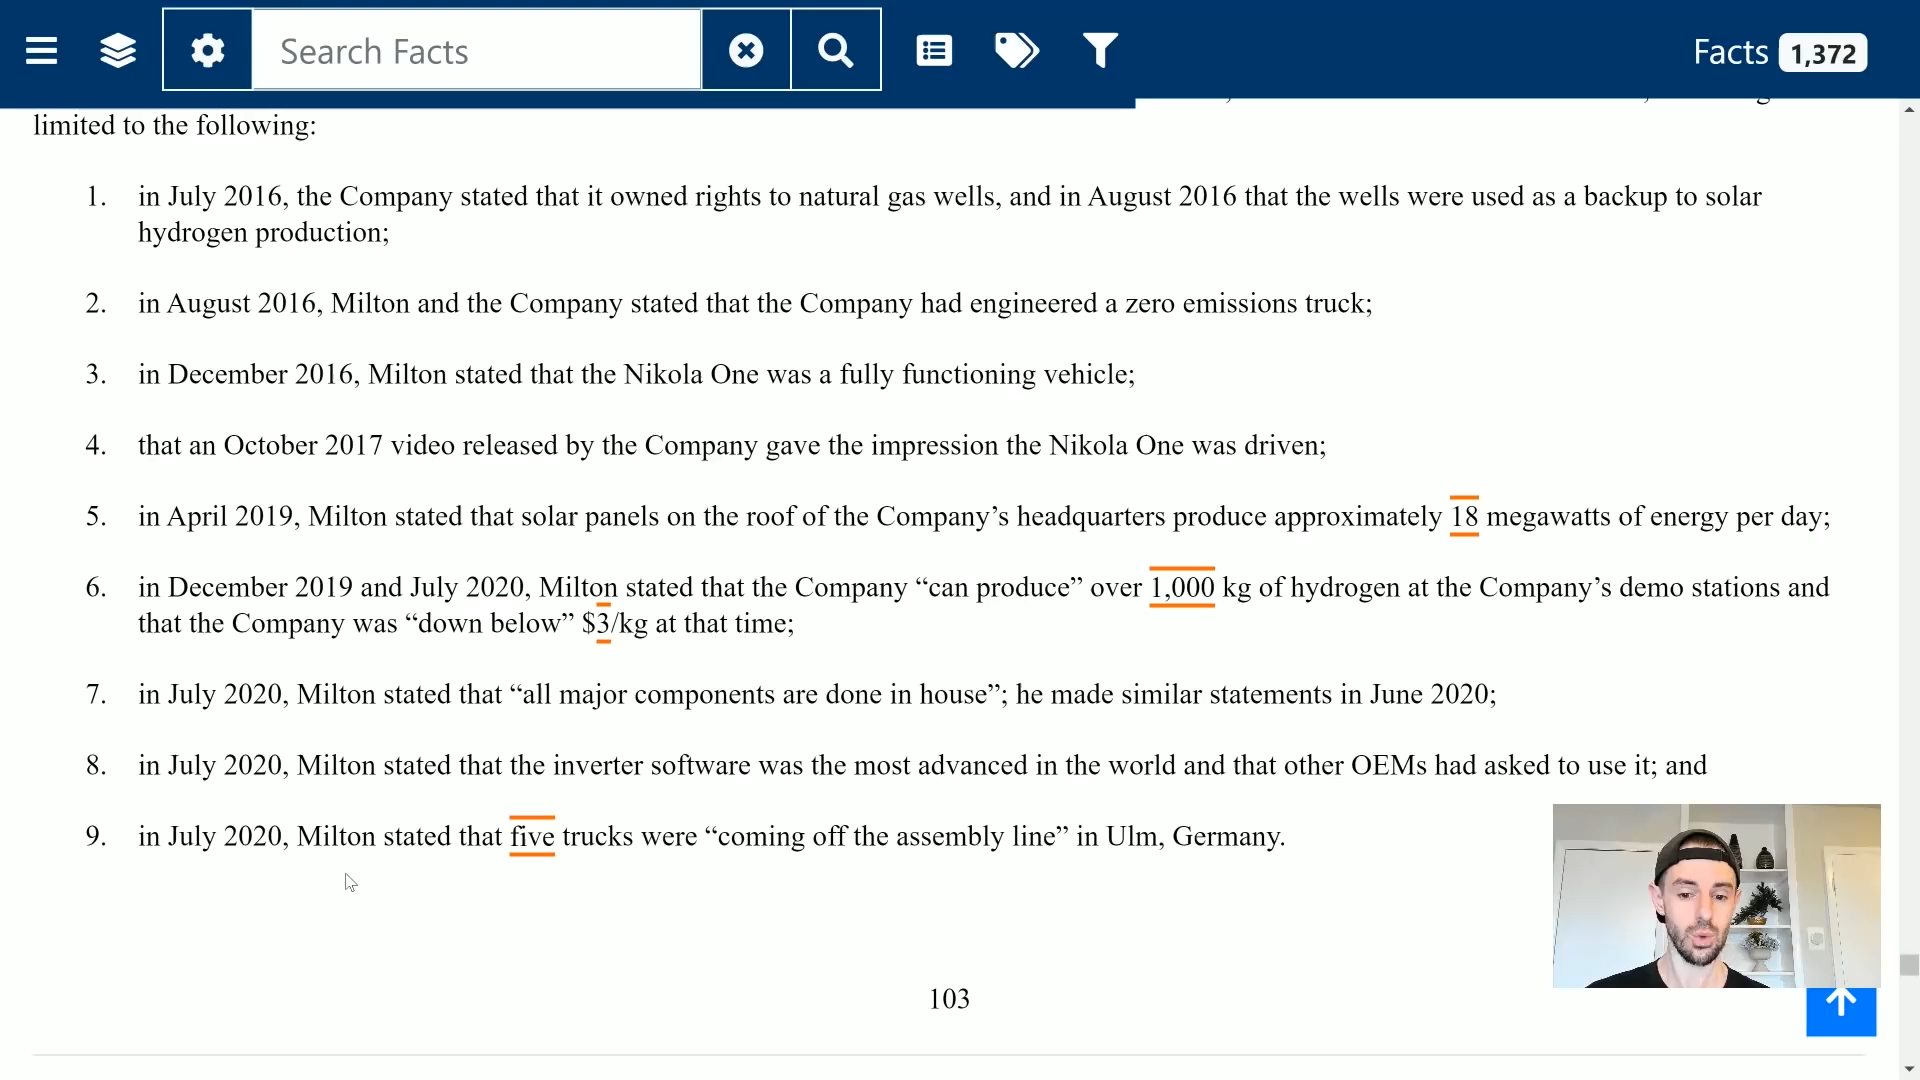 Search Facts
Facts 1,372
limited to the following:
1. in July 2016, the Company stated that it owned rights to natural gas wells, and in August 2016 that the wells were used as a backup to solar
hydrogen production;
2. in August 2016, Milton and the Company stated that the Company had engineered a zero emissions truck;
3. in December 2016, Milton stated that the Nikola One was a fully functioning vehicle;
4. that an October 2017 video released by the Company gave the impression the Nikola One was driven;
5. in April 2019, Milton stated that solar panels on the roof of the Company’s headquarters produce approximately 18 megawatts of energy per day;
6. in December 2019 and July 2020, Milton stated that the Company “can produce” over 1,000 kg of hydrogen at the Company’s demo stations and
that the Company was “down below” $3/kg at that time;
7. in July 2020, Milton stated that “all major components are done in house”; he made similar statements in June 2020;
8. in July 2020, Milton stated that the inverter software was the most advanced in the world and that other OEMs had asked to use it; and
9. in July 2020, Milton stated that five trucks were “coming off the assembly line” in Ulm, Germany.
103